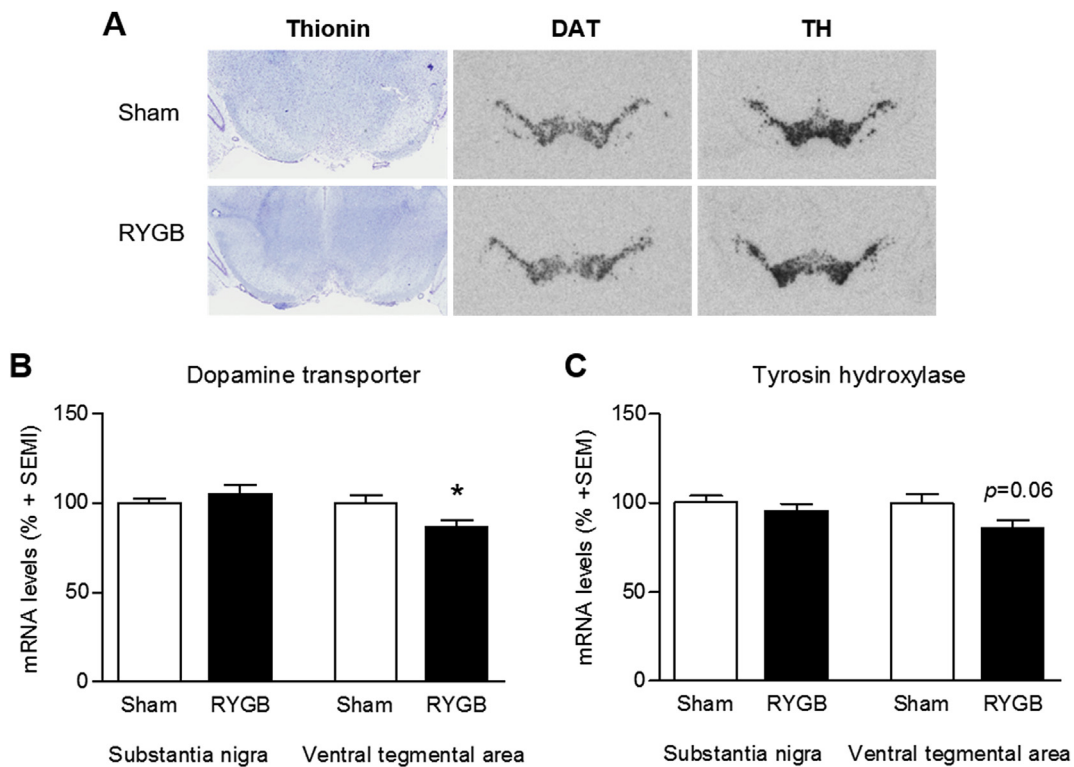 A
Thionin DAT TH
Sham
RYGB
B
Dopamine transporter
mRNA levels (% + SEMI)
150
100
50
0
*
Sham RYGB Sham RYGB
Substantia nigra Ventral tegmental area
C
Tyrosin hydroxylase
mRNA levels (% +SEM)
150
100
50
0
p=0.06
Sham RYGB Sham RYGB
Substantia nigra Ventral tegmental area